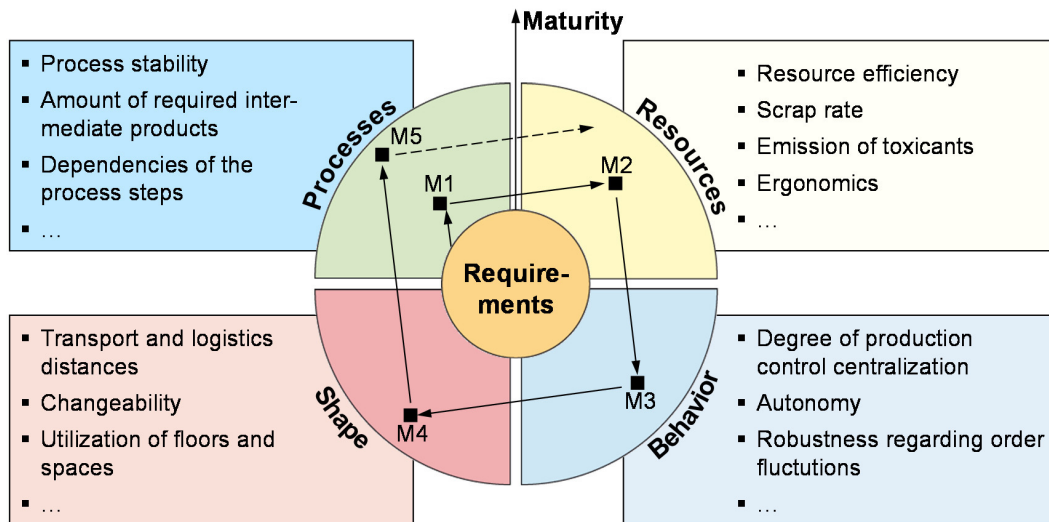 Maturity
▪ Process stability
▪ Amount of required inter-
mediate products
▪ Dependencies of the
process steps
▪ …
Processes
M5
M1
Resources
M2
▪ Resource efficiency
▪ Scrap rate
▪ Emission of toxicants
▪ Ergonomics
▪ …
Require-
ments
▪ Transport and logistics
distances
▪ Changeability
▪ Utilization of floors and
spaces
▪ …
Shape
M4
M3
Behavior
▪ Degree of production
control centralization
▪ Autonomy
▪ Robustness regarding order
fluctutions
▪ …